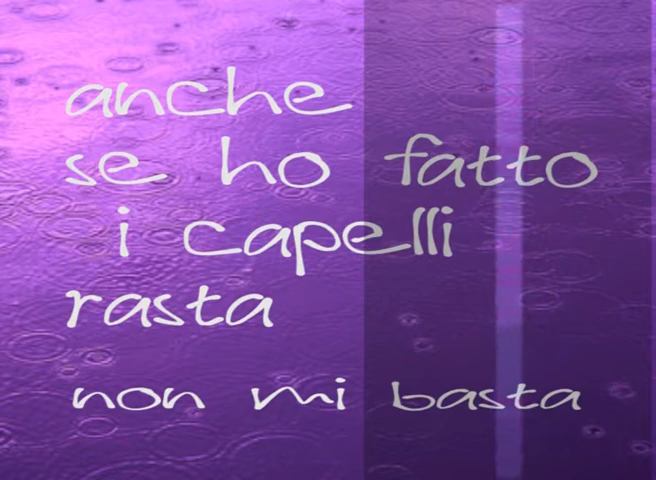 anche
se ho fatto
i capelli
rasta
non mi basta